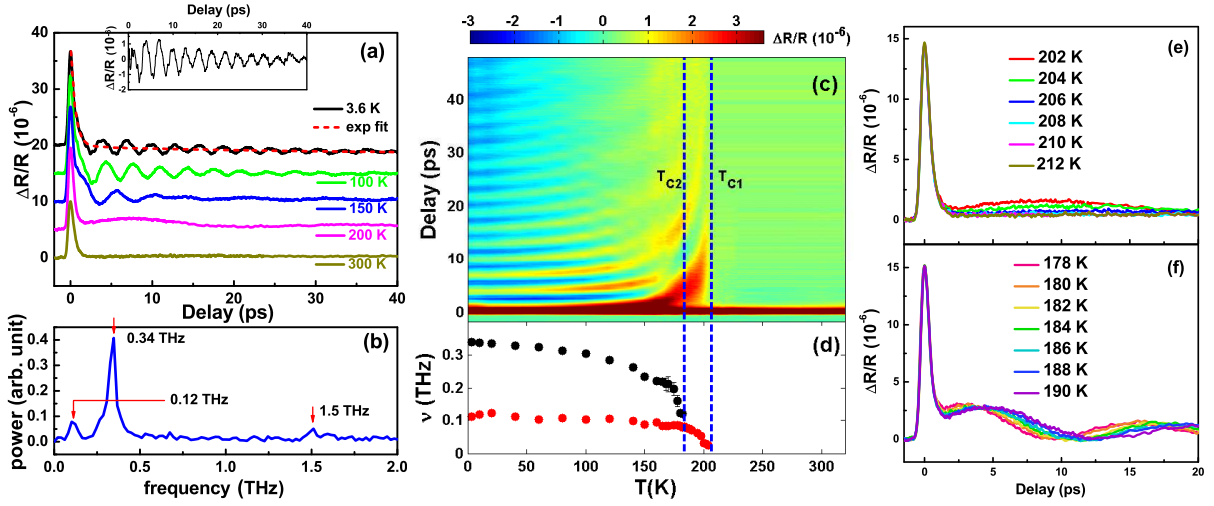 Delay (ps)
0 10 20 30 40
1
0
-1
-2
ΔR/R (10⁻⁶)
(a)
40
30
20
10
0
ΔR/R (10⁻⁶)
3.6 K
exp fit
100 K
150 K
200 K
300 K
0 10 20 30 40
Delay (ps)
(b)
0.4
0.3
0.2
0.1
0.0
power (arb. unit)
0.34 THz
0.12 THz
1.5 THz
0.0 0.5 1.0 1.5 2.0
frequency (THz)
-3 -2 -1 0 1 2 3
ΔR/R (10⁻⁶)
(c)
40
30
20
10
0
Delay (ps)
T_C2
T_C1
(d)
0.3
0.2
0.1
0
ν (THz)
0 50 100 150 200 250 300
T(K)
(e)
15
10
5
0
ΔR/R (10⁻⁶)
202 K
204 K
206 K
208 K
210 K
212 K
(f)
15
10
5
0
ΔR/R (10⁻⁶)
178 K
180 K
182 K
184 K
186 K
188 K
190 K
0 5 10 15 20
Delay (ps)